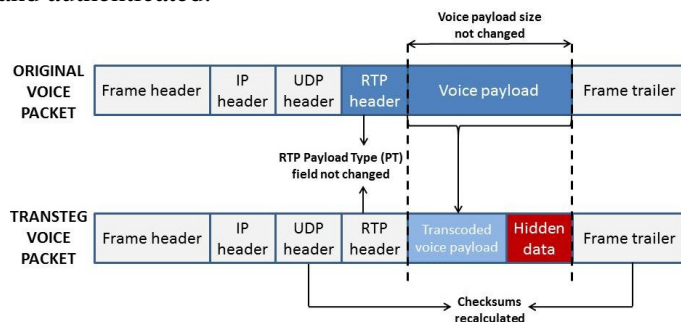 and authenticated.
Voice payload size
not changed
ORIGINAL
VOICE
PACKET
Frame header
IP
header
UDP
header
RTP
header
Voice payload
Frame trailer
RTP Payload Type (PT)
field not changed
TRANSTEG
VOICE
PACKET
Frame header
IP
header
UDP
header
RTP
header
Transcoded
voice payload
Hidden
data
Frame trailer
Checksums
recalculated